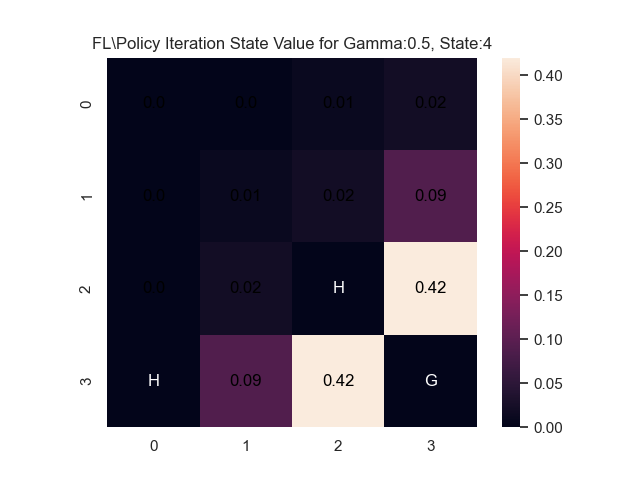 FL\Policy Iteration State Value for Gamma:0.5, State:4
0 0.0 0.0 0.01 0.02
1 0.0 0.01 0.02 0.09
2 0.0 0.02 H 0.42
3 H 0.09 0.42 G
0 1 2 3
0.40
0.35
0.30
0.25
0.20
0.15
0.10
0.05
0.00